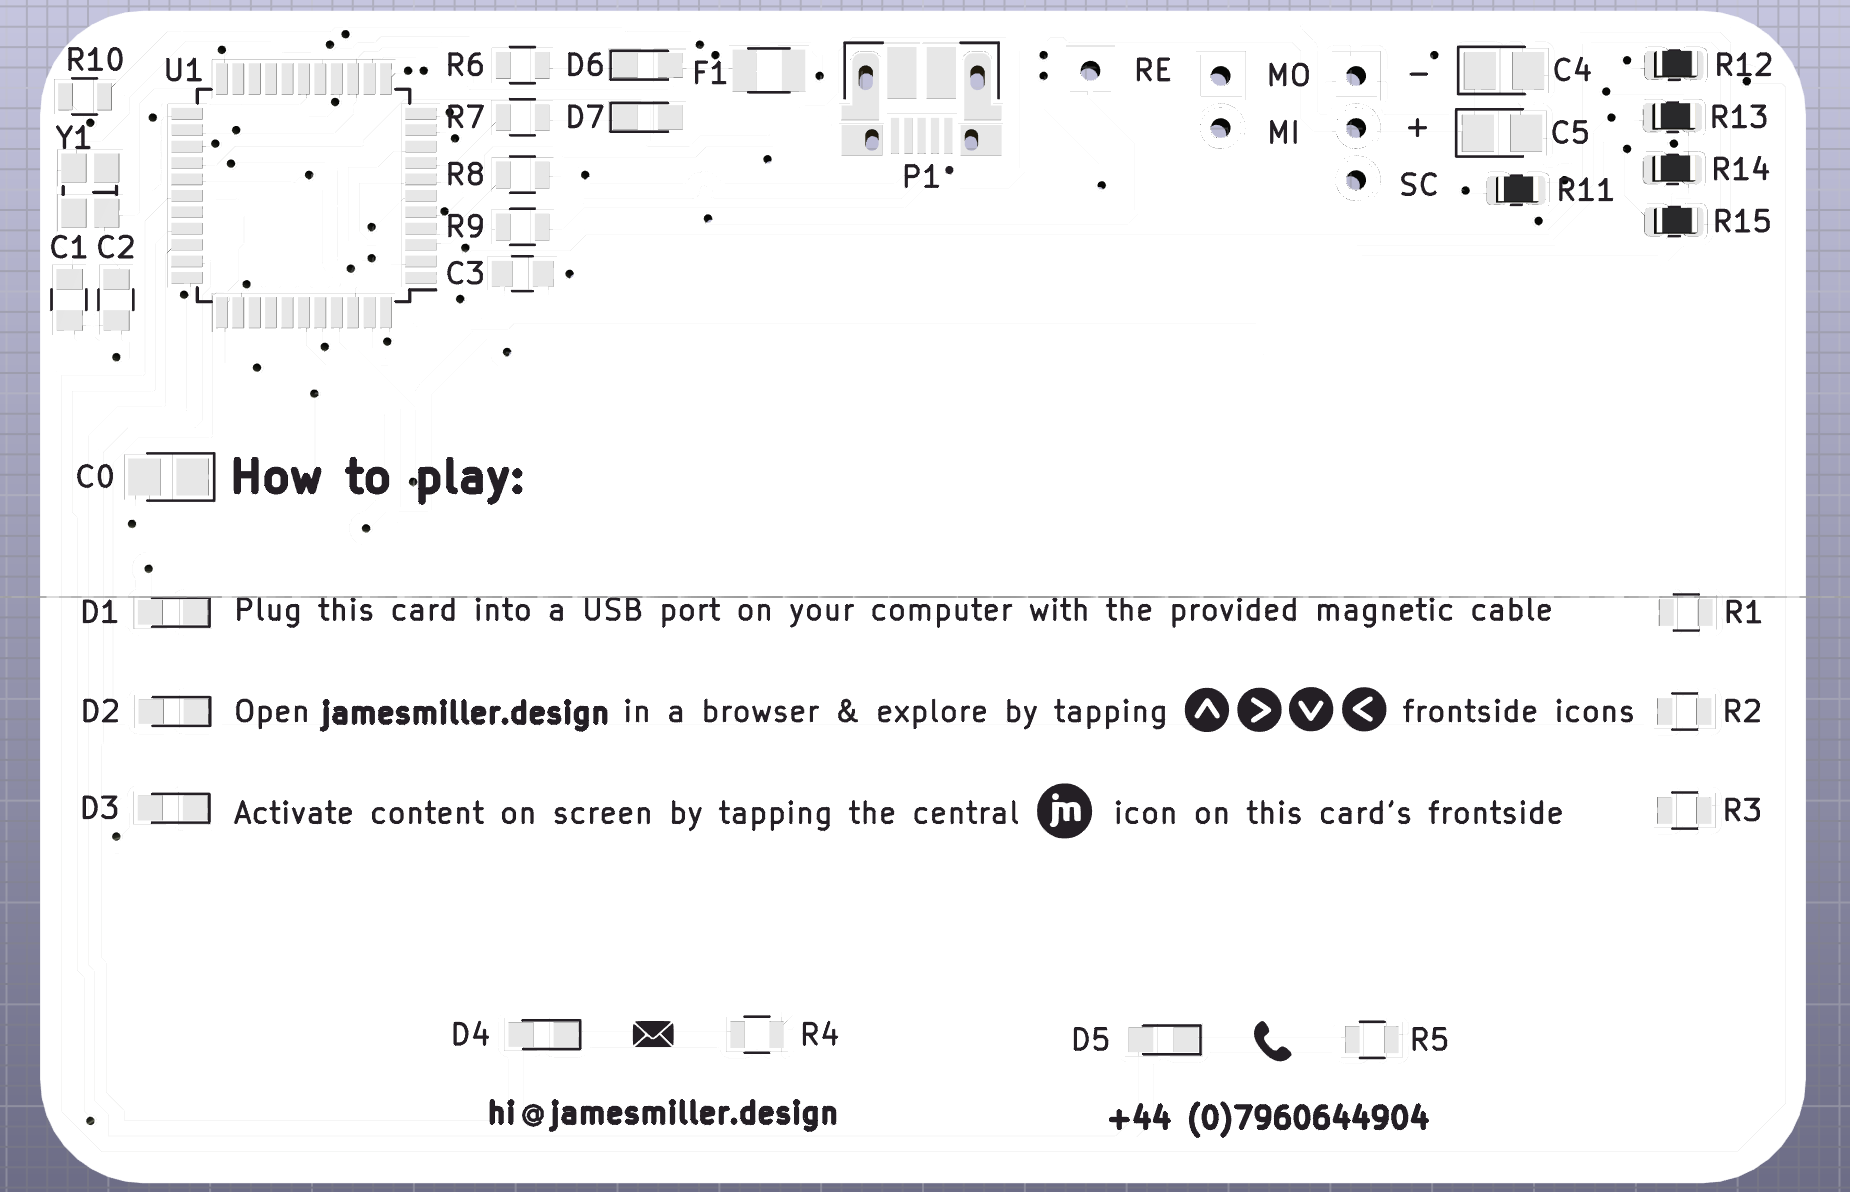 R10
U1
R6
D6
F1
RE
MO
-
C4
R12
Y1
R7
D7
MI
+
C5
R13
R8
P1
SC
R11
R14
C1
C2
R9
C3
R15
C0
How to play:
D1 Plug this card into a USB port on your computer with the provided magnetic cable R1
D2 Open jamesmiller.design in a browser & explore by tapping frontside icons R2
D3 Activate content on screen by tapping the central jm icon on this card's frontside R3
D4 R4
D5 R5
hi@jamesmiller.design
+44 (0)7960644904